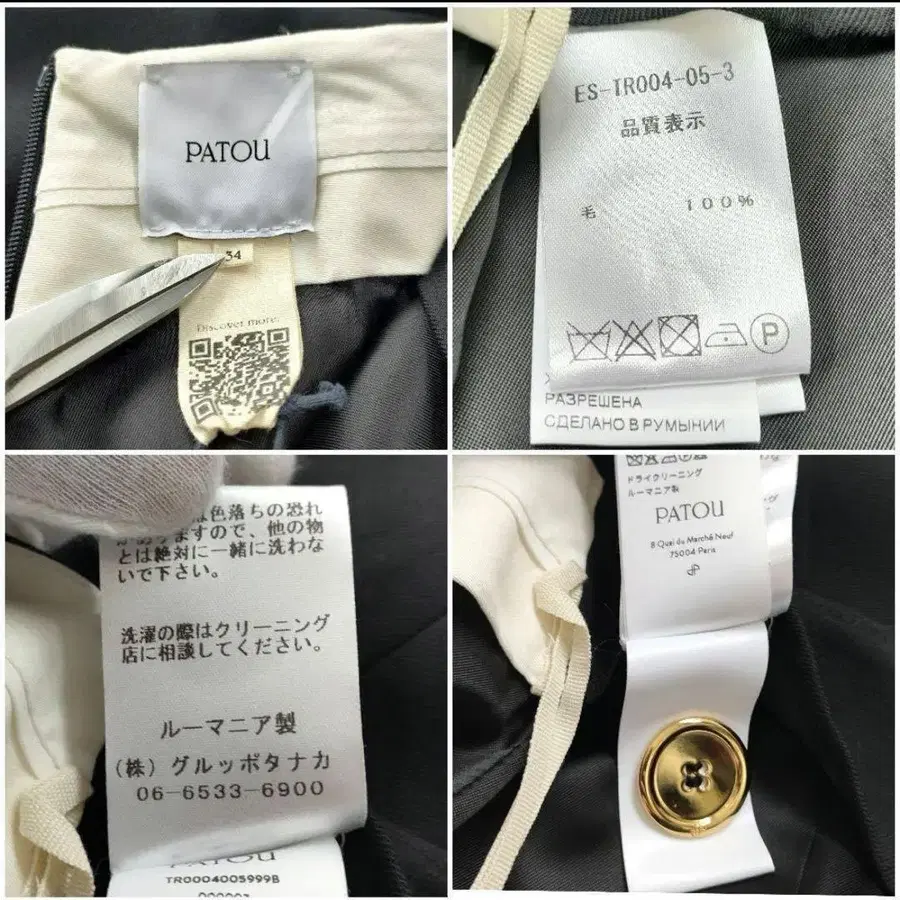 PATOU
34
Discover more.
ES-TR004-05-3
品質表示
毛 100%
P
РАЗРЕШЕНА
СДЕЛАНО В РУМЫНИИ
は色落ちの恐れ
がありますので、他の物
とは絶対に一緒に洗わな
いで下さい。
洗濯の際はクリーニング
店に相談してください。
ルーマニア製
(株) グルッポタナカ
06-6533-6900
PATOU
TR0004005999B
ドライクリーニング
ルーマニア製
PATOU
8 Quai du Marché Neuf
75004 Paris